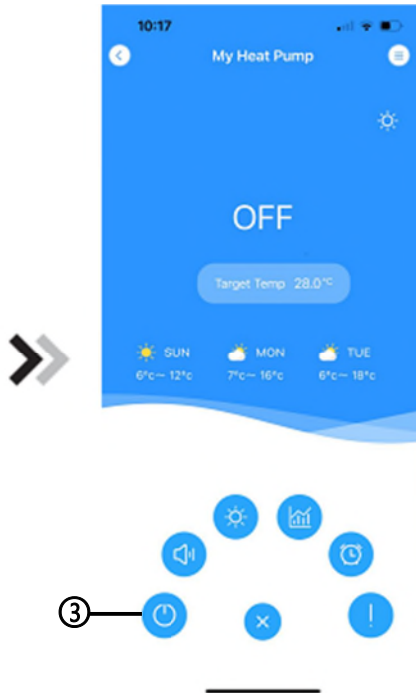 10:17
My Heat Pump
OFF
Target Temp 28.0°C
SUN MON TUE
6°c~ 12°c 7°c~ 16°c 6°c~ 18°c
③